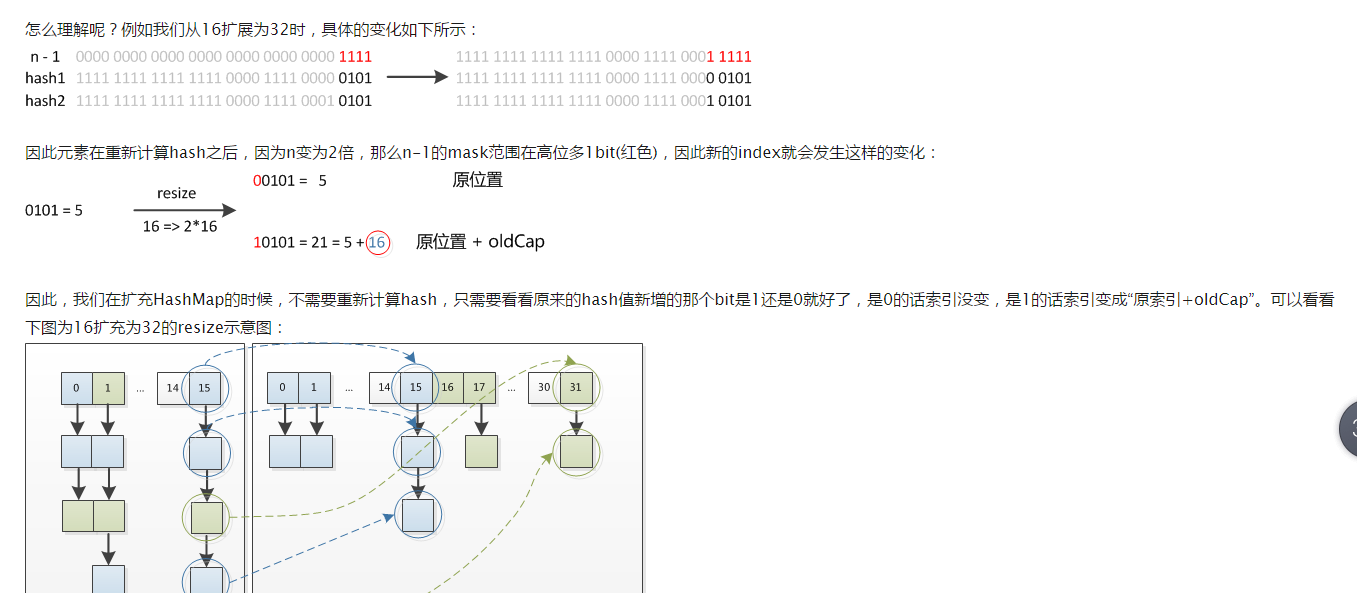 怎么理解呢？例如我们从16扩展为32时，具体的变化如下所示：
n - 1 0000 0000 0000 0000 0000 0000 0000 1111 1111 1111 1111 1111 0000 1111 0001 1111
hash1 1111 1111 1111 1111 0000 1111 0000 0101 1111 1111 1111 1111 0000 1111 0000 0101
hash2 1111 1111 1111 1111 0000 1111 0001 0101 1111 1111 1111 1111 0000 1111 0001 0101
因此元素在重新计算hash之后，因为n变为2倍，那么n-1的mask范围在高位多1bit(红色)，因此新的index就会发生这样的变化：
00101 = 5 原位置
resize
0101 = 5
16 => 2*16
10101 = 21 = 5 + 16 原位置 + oldCap
因此，我们在扩充HashMap的时候，不需要重新计算hash，只需要看看原来的hash值新增的那个bit是1还是0就好了，是0的话索引没变，是1的话索引变成“原索引+oldCap”。可以看看
下图为16扩充为32的resize示意图：
0 1 ... 14 15 0 1 ... 14 15 16 17 ... 30 31